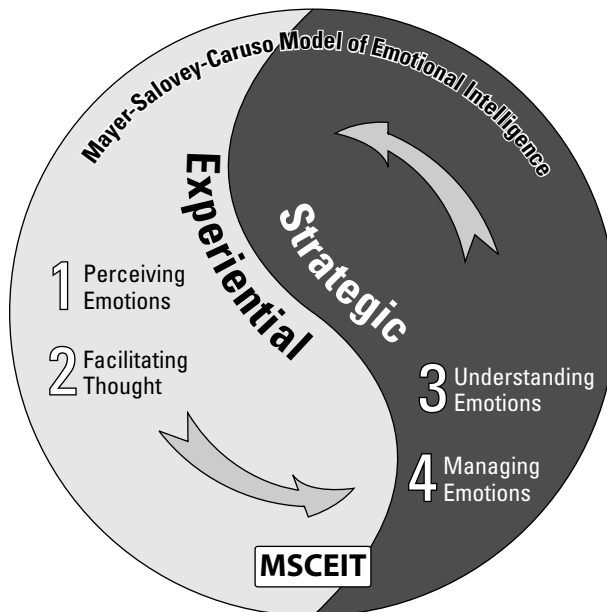 Mayer-Salovey-Caruso Model of Emotional Intelligence
Experiential
Strategic
1 Perceiving
Emotions
2 Facilitating
Thought
3 Understanding
Emotions
4 Managing
Emotions
MSCEIT